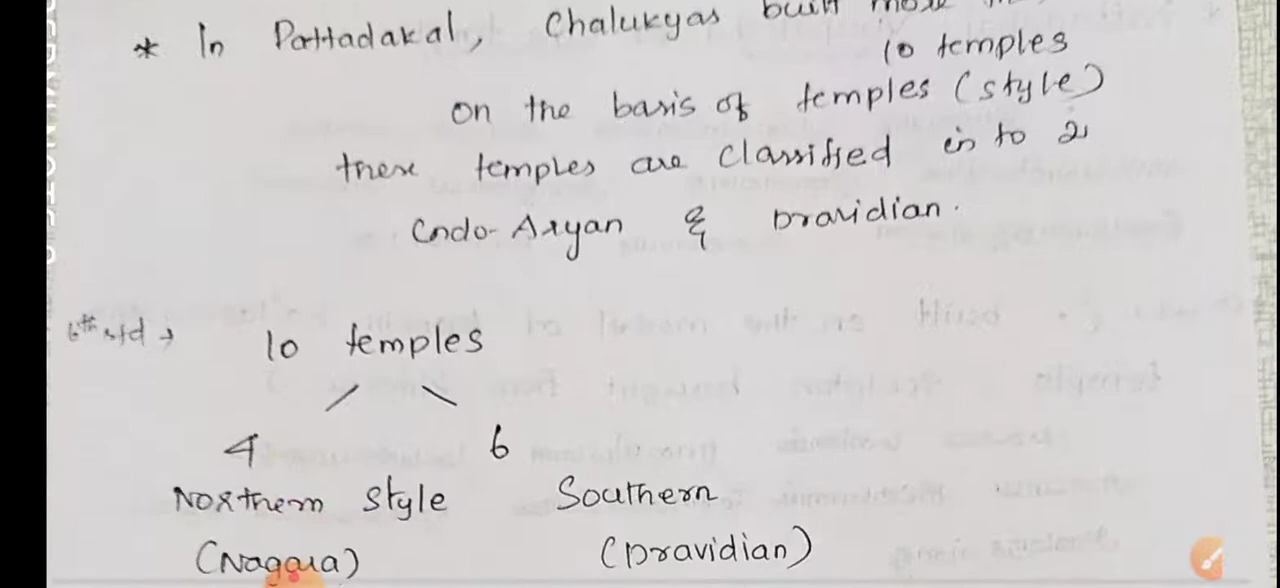 * In Pattadakal, Chalukyas built more
10 temples
on the basis of temples (style)
these temples are classified in to 2
Indo-Aryan & Dravidian.
6th std → 10 temples
4 6
Northern style Southern
(Nagara) (Dravidian)